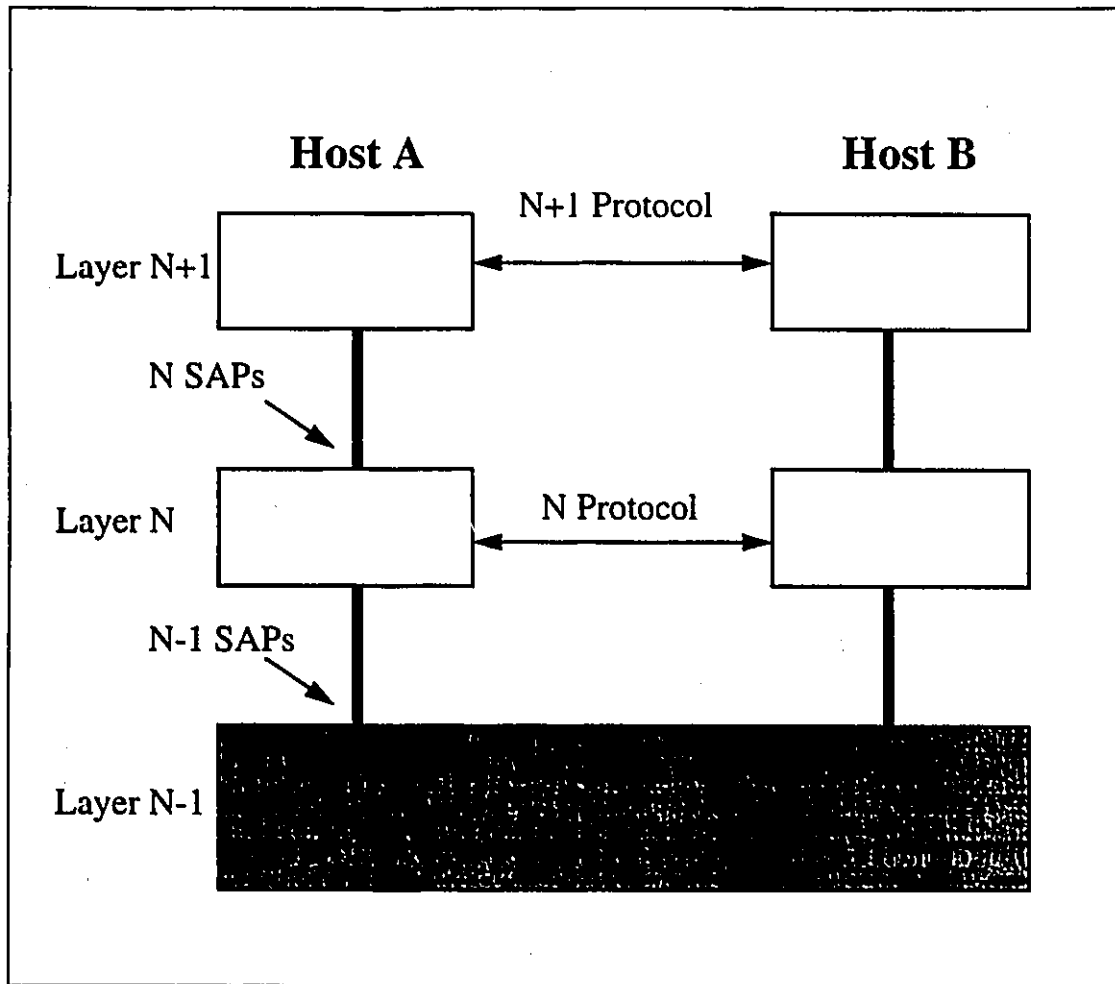 Host A
Host B
N+1 Protocol
Layer N+1
N SAPs
Layer N
N Protocol
N-1 SAPs
Layer N-1